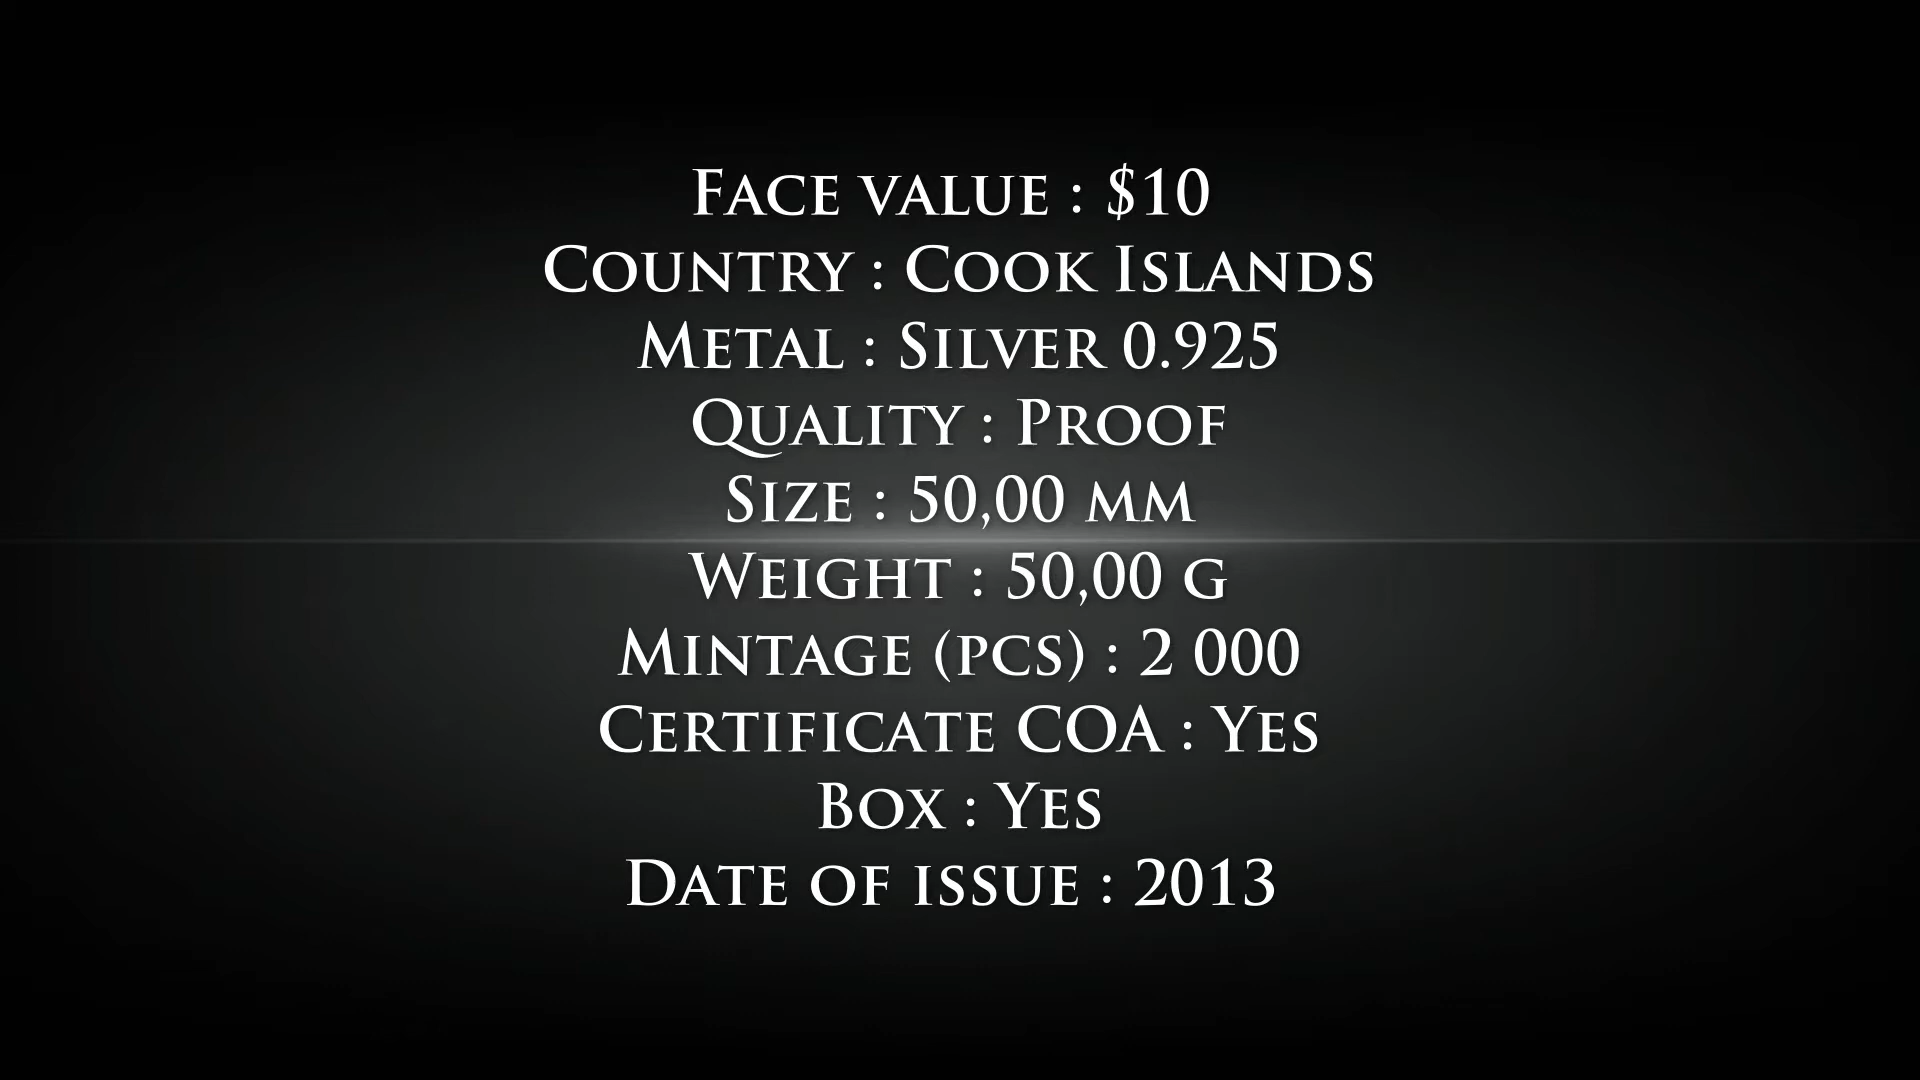 Face value : $10
Country : Cook Islands
Metal : Silver 0.925
Quality : Proof
Size : 50,00 mm
Weight : 50,00 g
Mintage (pcs) : 2 000
Certificate COA : Yes
Box : Yes
Date of issue : 2013